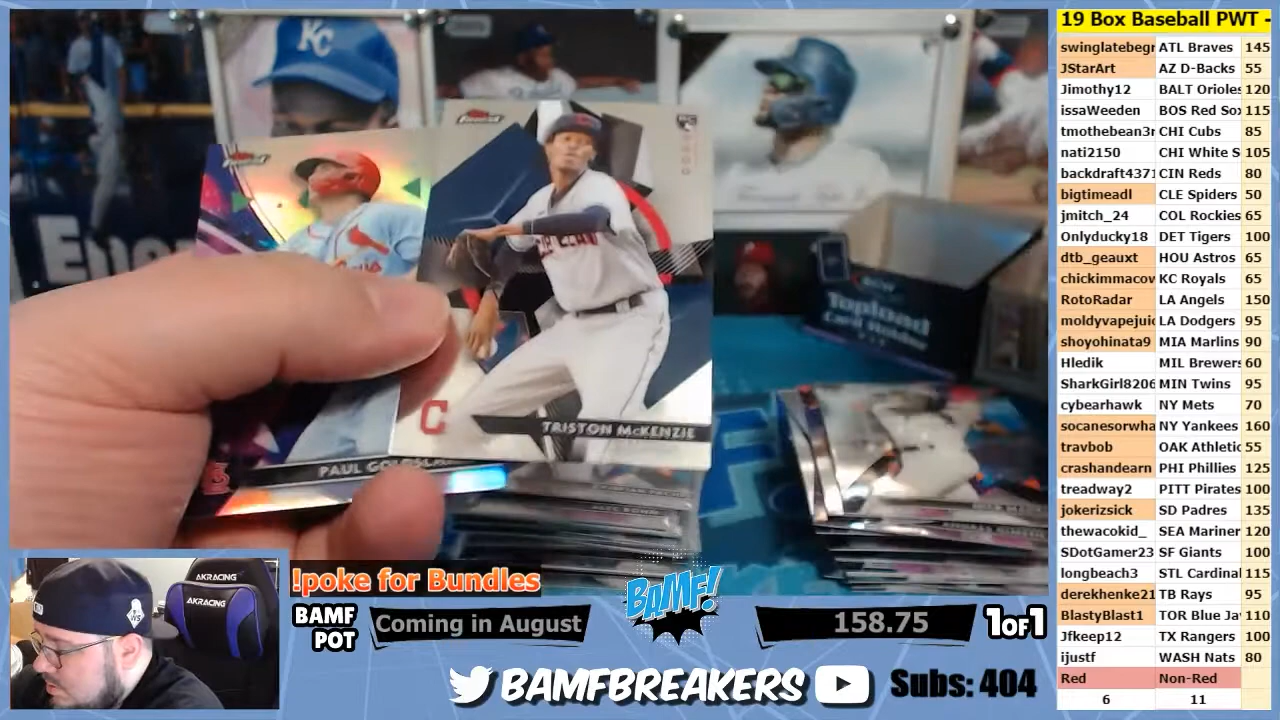 KC
FINEST
FINEST
RC
TRISTON McKENZIE
PAUL
C
Topload
Card Holder
ALEC BOHM
AKRACING
AKRACING
!poke for Bundles
BAMF
POT
Coming in August
BAMF!
158.75
1OF1
BAMFBREAKERS
Subs: 404
19 Box Baseball PWT -
swinglatebegr ATL Braves 145
JStarArt AZ D-Backs 55
Jimothy12 BALT Orioles 120
issaWeeden BOS Red Sox 115
tmothebean3r CHI Cubs 85
nati2150 CHI White S 105
backdraft4371 CIN Reds 80
bigtimeadl CLE Spiders 50
jmitch_24 COL Rockies 65
Onlyducky18 DET Tigers 100
dtb_geauxt HOU Astros 65
chickimmacow KC Royals 65
RotoRadar LA Angels 150
moldyvapejuic LA Dodgers 95
shoyohinata9 MIA Marlins 90
Hledik MIL Brewers 60
SharkGirl8206 MIN Twins 95
cybearhawk NY Mets 70
socanesorwha NY Yankees 160
travbob OAK Athletic 55
crashandearn PHI Phillies 125
treadway2 PITT Pirates 100
jokerizsick SD Padres 135
thewacokid_ SEA Mariner 120
SDotGamer23 SF Giants 100
longbeach3 STL Cardinal 115
derekhenke21 TB Rays 95
BlastyBlast1 TOR Blue Ja 110
Jfkeep12 TX Rangers 100
ijustf WASH Nats 80
Red Non-Red
6 11